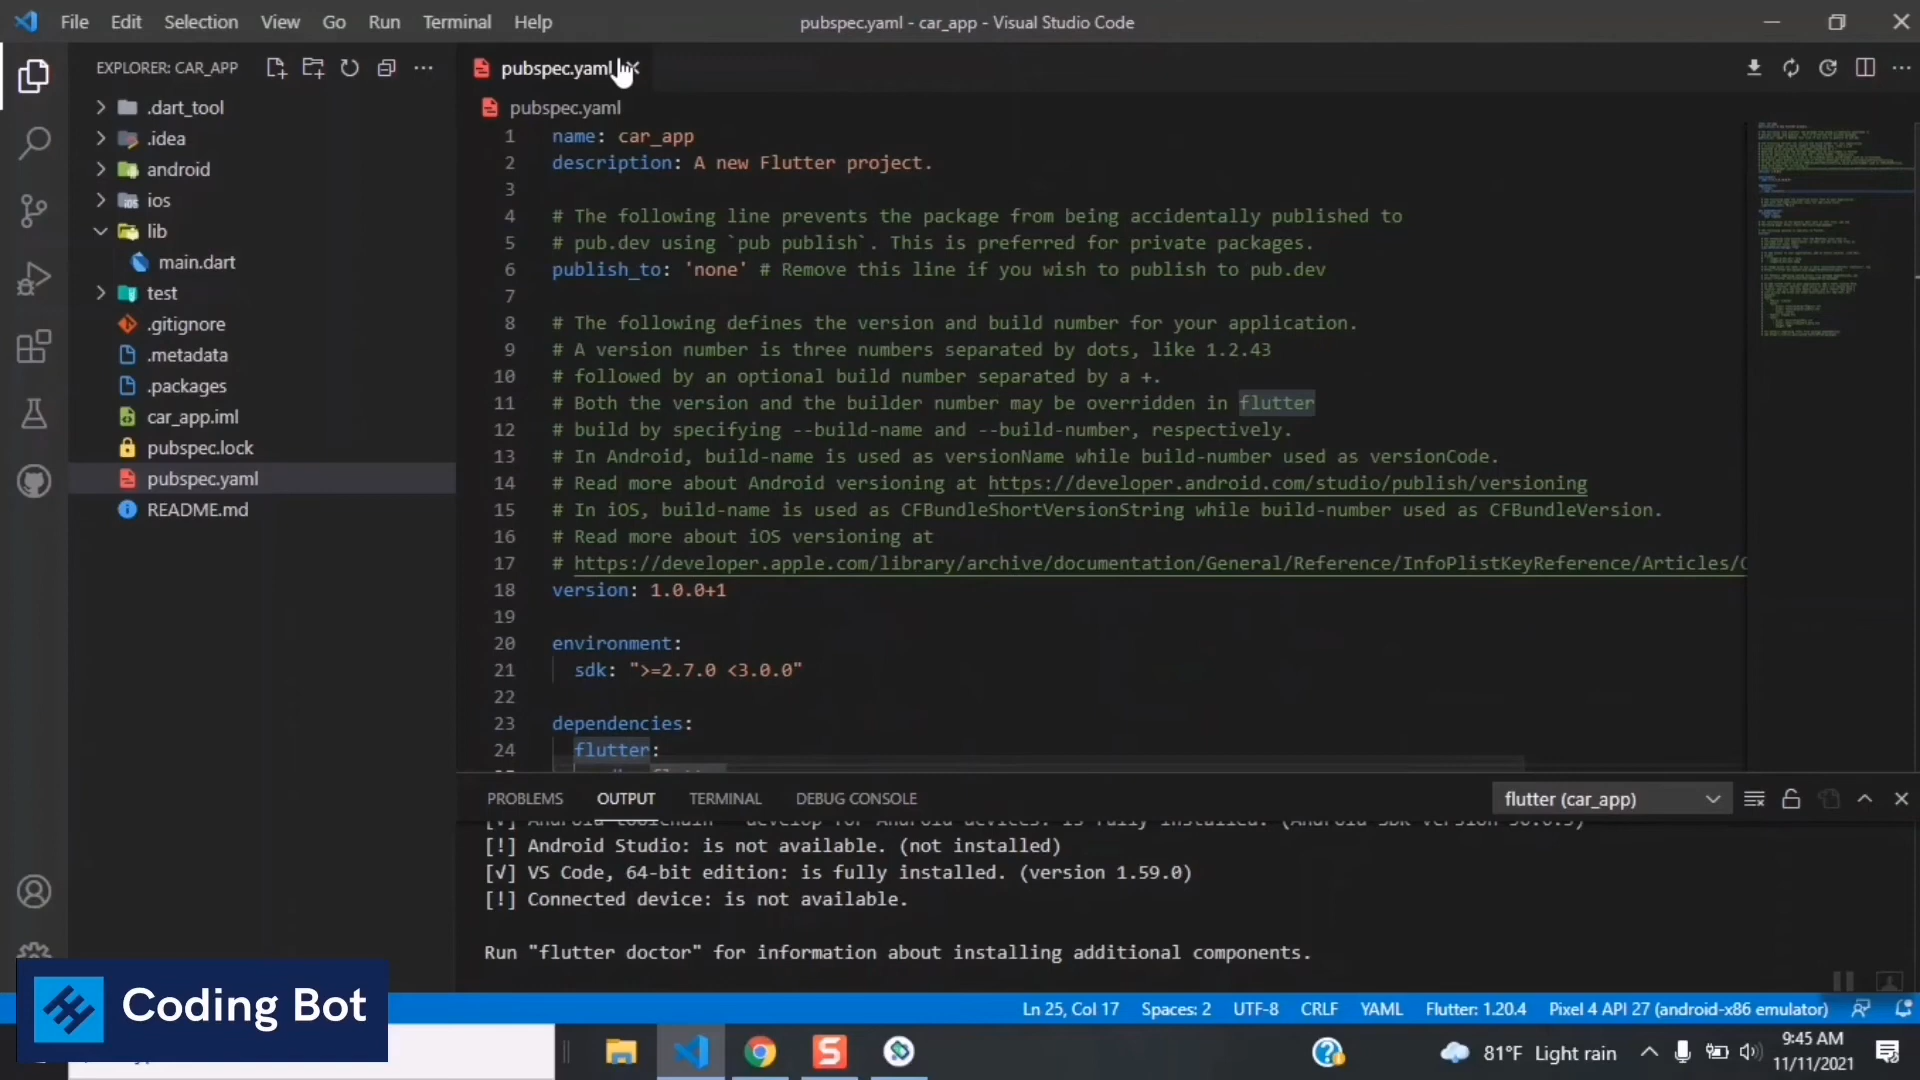 File Edit Selection View Go Run Terminal Help
pubspec.yaml - car_app - Visual Studio Code
EXPLORER: CAR_APP
.dart_tool
.idea
android
ios
lib
main.dart
test
.gitignore
.metadata
.packages
car_app.iml
pubspec.lock
pubspec.yaml
README.md
pubspec.yaml
pubspec.yaml
1 name: car_app
2 description: A new Flutter project.
3
4 # The following line prevents the package from being accidentally published to
5 # pub.dev using `pub publish`. This is preferred for private packages.
6 publish_to: 'none' # Remove this line if you wish to publish to pub.dev
7
8 # The following defines the version and build number for your application.
9 # A version number is three numbers separated by dots, like 1.2.43
10 # followed by an optional build number separated by a +.
11 # Both the version and the builder number may be overridden in flutter
12 # build by specifying --build-name and --build-number, respectively.
13 # In Android, build-name is used as versionName while build-number used as versionCode.
14 # Read more about Android versioning at https://developer.android.com/studio/publish/versioning
15 # In iOS, build-name is used as CFBundleShortVersionString while build-number used as CFBundleVersion.
16 # Read more about iOS versioning at
17 # https://developer.apple.com/library/archive/documentation/General/Reference/InfoPlistKeyReference/Articles/C
18 version: 1.0.0+1
19
20 environment:
21 sdk: ">=2.7.0 <3.0.0"
22
23 dependencies:
24 flutter:
PROBLEMS OUTPUT TERMINAL DEBUG CONSOLE
flutter (car_app)
[!] Android Studio: is not available. (not installed)
[√] VS Code, 64-bit edition: is fully installed. (version 1.59.0)
[!] Connected device: is not available.
Run "flutter doctor" for information about installing additional components.
Coding Bot
Ln 25, Col 17 Spaces: 2 UTF-8 CRLF YAML Flutter: 1.20.4 Pixel 4 API 27 (android-x86 emulator)
81°F Light rain
9:45 AM
11/11/2021